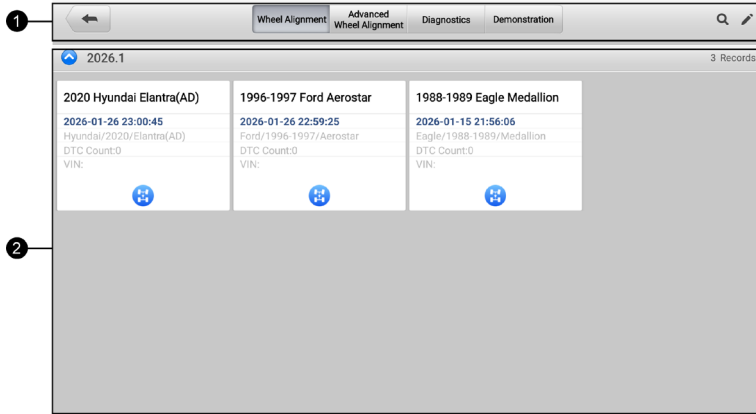 1
Wheel Alignment
Advanced
Wheel Alignment
Diagnostics
Demonstration
2026.1
3 Records
2020 Hyundai Elantra(AD)
2026-01-26 23:00:45
Hyundai/2020/Elantra(AD)
DTC Count:0
VIN:
1996-1997 Ford Aerostar
2026-01-26 22:59:25
Ford/1996-1997/Aerostar
DTC Count:0
VIN:
1988-1989 Eagle Medallion
2026-01-15 21:56:06
Eagle/1988-1989/Medallion
DTC Count:0
VIN:
2